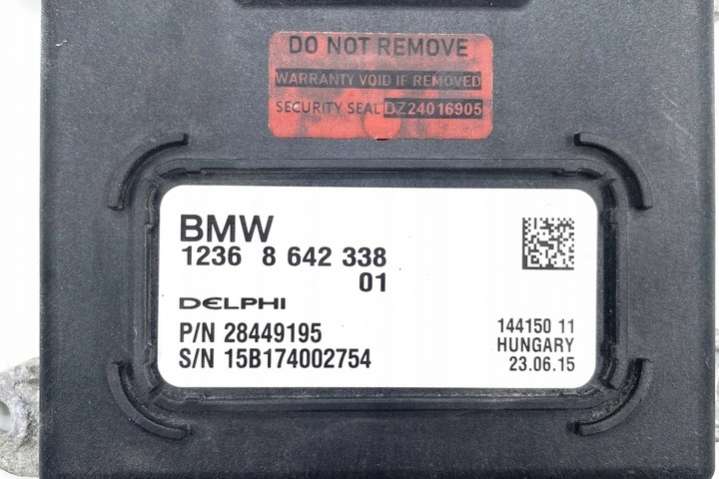 DO NOT REMOVE
WARRANTY VOID IF REMOVED
SECURITY SEAL DZ24016905
BMW
1236 8 642 338
01
DELPHI
P/N 28449195
S/N 15B174002754
144150 11
HUNGARY
23.06.15